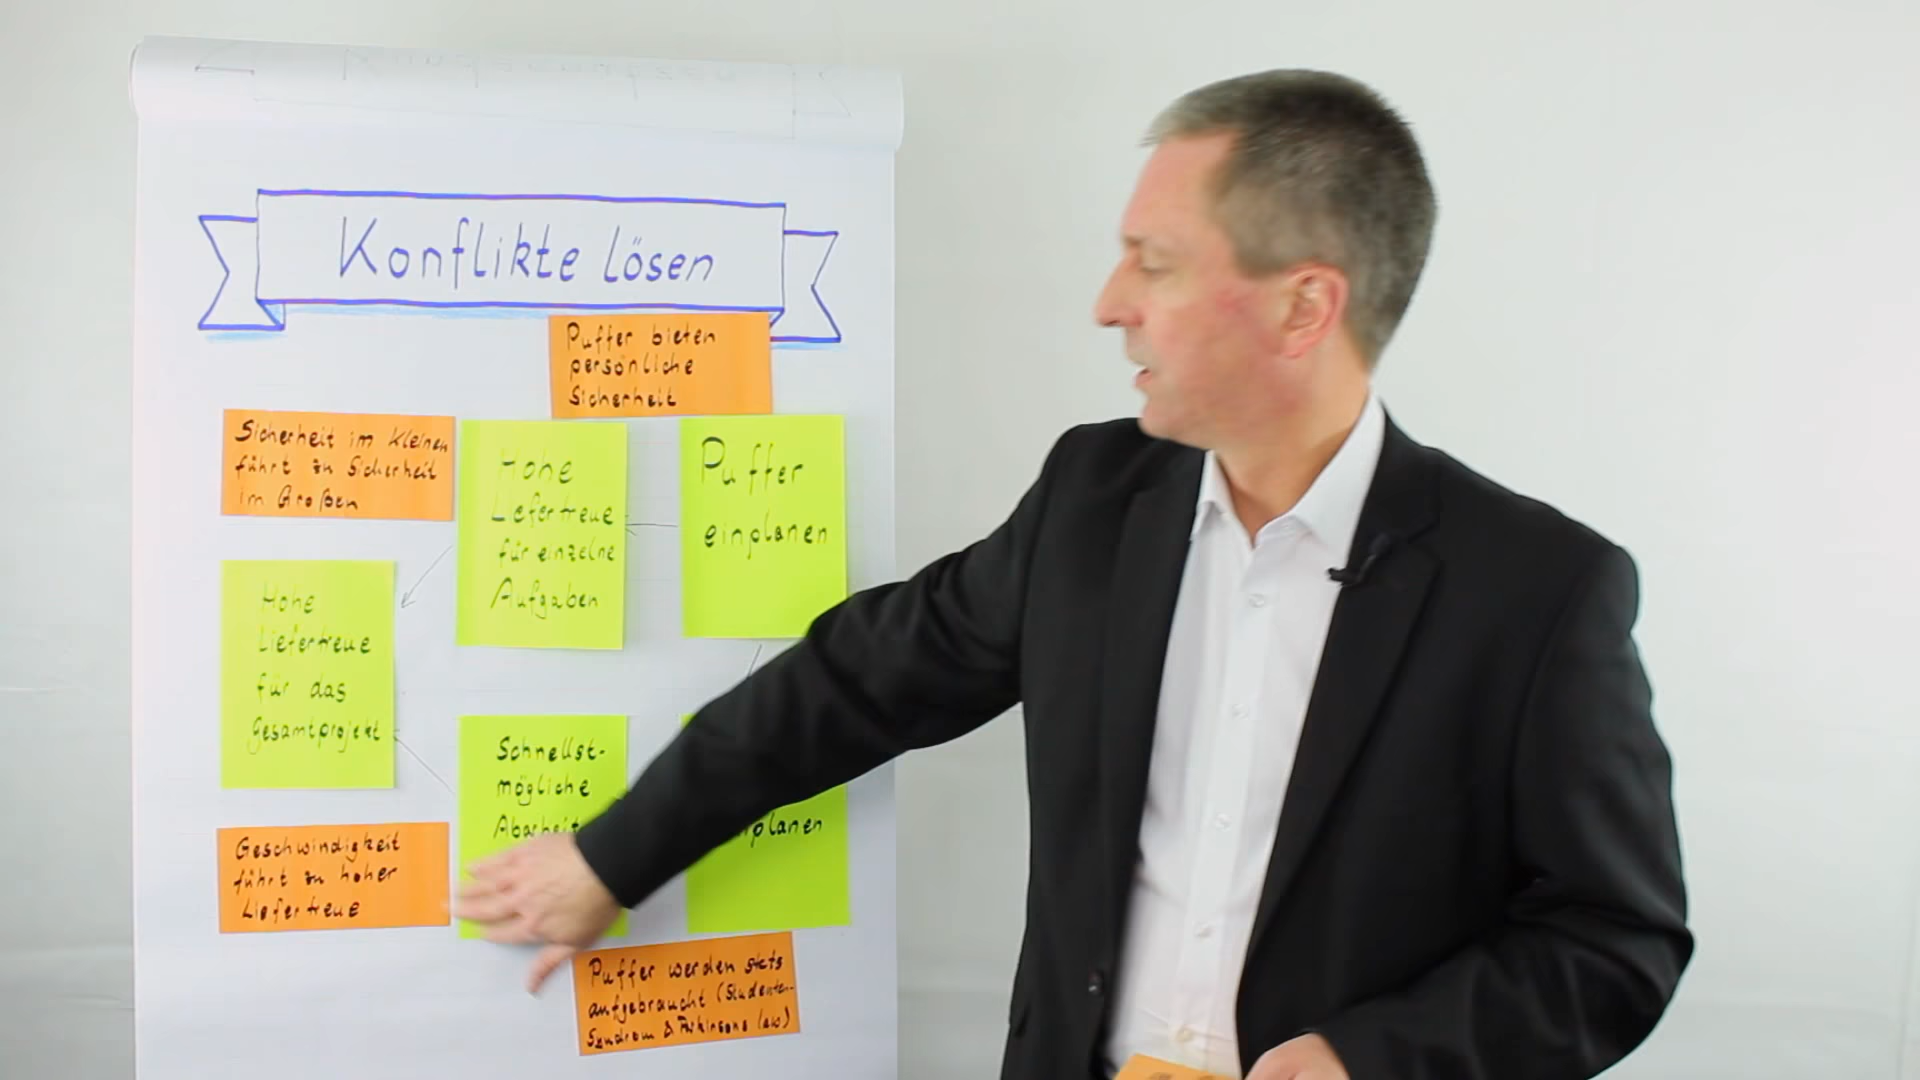 Konflikte lösen
Puffer bieten
persönliche
Sicherheit
Sicherheit im Kleinen
führt zu Sicherheit
im Großen
Hohe
Liefertreue
für einzelne
Aufgaben
Puffer
einplanen
Hohe
Liefertreue
für das
Gesamtprojekt
Schnellst-
mögliche
Abarbeit
planen
Geschwindigkeit
führt zu hoher
Liefertreue
Puffer werden stets
aufgebraucht (Studenten-
Syndrom & Parkinsons Law)